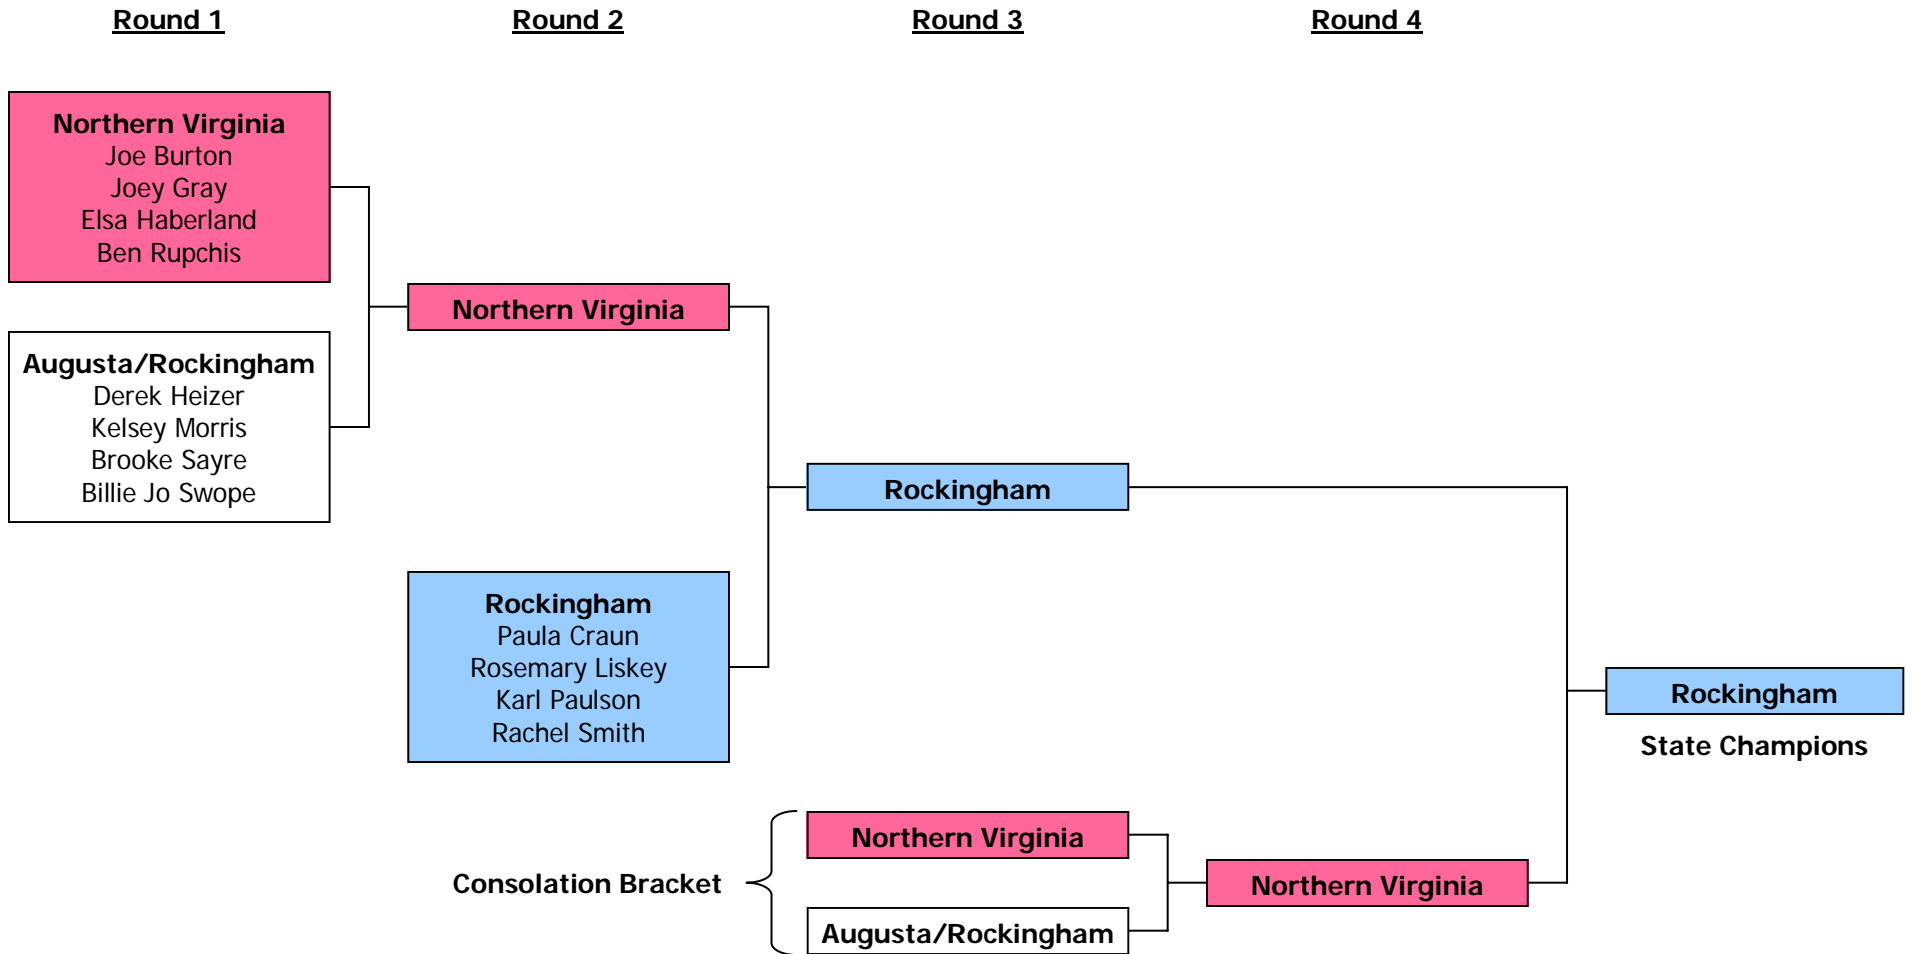 Round 1
Round 2
Round 3
Round 4
Northern Virginia
Joe Burton
Joey Gray
Elsa Haberland
Ben Rupchis
Northern Virginia
Augusta/Rockingham
Derek Heizer
Kelsey Morris
Brooke Sayre
Billie Jo Swope
Rockingham
Rockingham
Paula Craun
Rosemary Liskey
Karl Paulson
Rachel Smith
Rockingham
State Champions
Consolation Bracket
Northern Virginia
Northern Virginia
Augusta/Rockingham